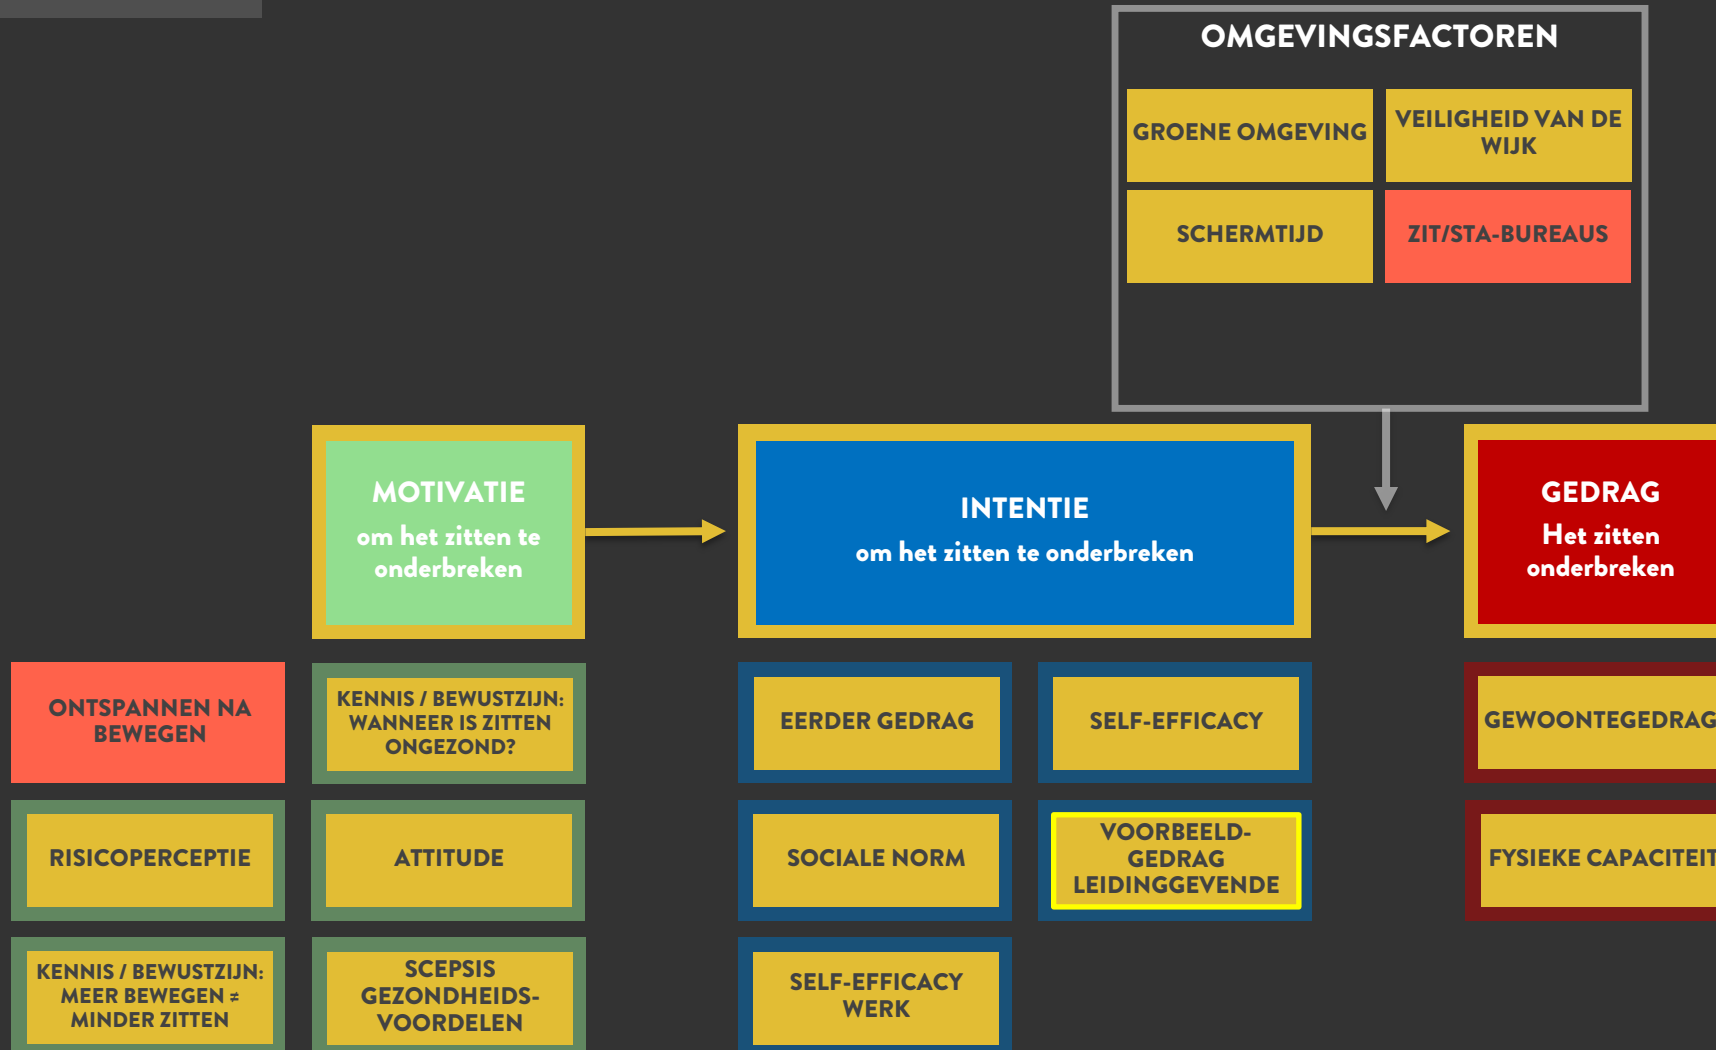 OMGEVINGSFACTOREN
GROENE OMGEVING
VEILIGHEID VAN DE
WIJK
SCHERMTIJD
ZIT/STA-BUREAUS
MOTIVATIE
om het zitten te
onderbreken
INTENTIE
om het zitten te onderbreken
GEDRAG
Het zitten
onderbreken
ONTSPANNEN NA
BEWEGEN
KENNIS / BEWUSTZIJN:
WANNEER IS ZITTEN
ONGEZOND?
EERDER GEDRAG
SELF-EFFICACY
GEWOONTEGEDRAG
RISICOPERCEPTIE
ATTITUDE
SOCIALE NORM
VOORBEELD-
GEDRAG
LEIDINGGEVENDE
FYSIEKE CAPACITEIT
KENNIS / BEWUSTZIJN:
MEER BEWEGEN ≠
MINDER ZITTEN
SCEPSIS
GEZONDHEIDS-
VOORDELEN
SELF-EFFICACY
WERK